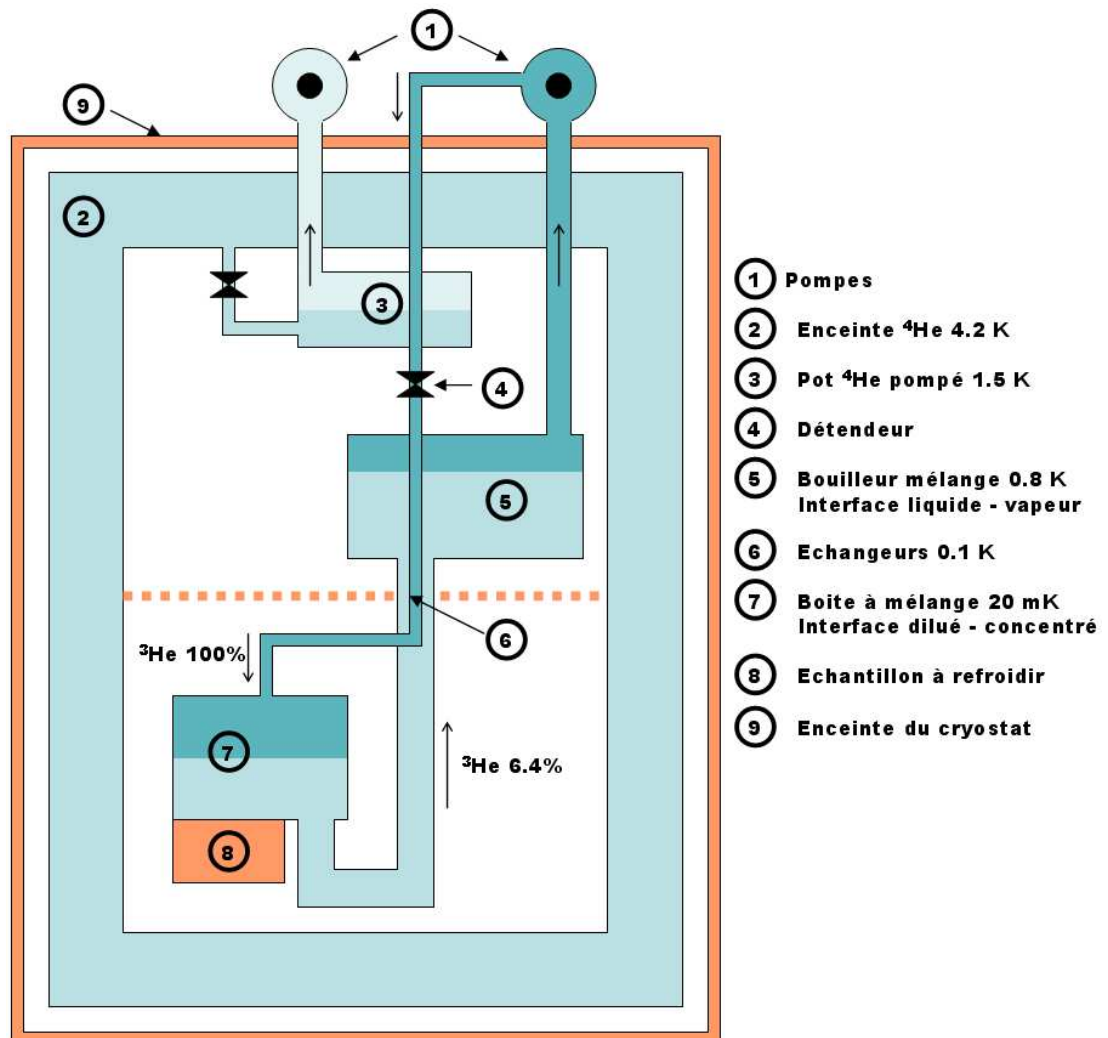 1
9
2
3
4
5
6
³He 100%
7
³He 6.4%
8
1 Pompes
2 Enceinte ⁴He 4.2 K
3 Pot ⁴He pompé 1.5 K
4 Détendeur
5 Bouilleur mélange 0.8 K
Interface liquide - vapeur
6 Echangeurs 0.1 K
7 Boite à mélange 20 mK
Interface dilué - concentré
8 Echantillon à refroidir
9 Enceinte du cryostat